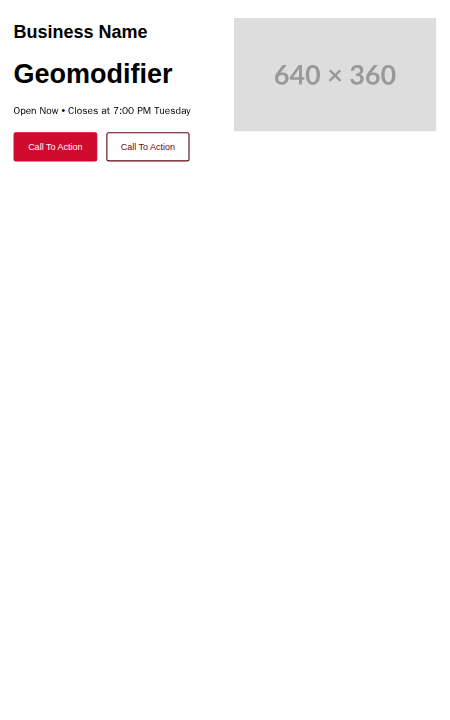 Business Name
Geomodifier
Open Now • Closes at 7:00 PM Tuesday
Call To Action
Call To Action
640 × 360